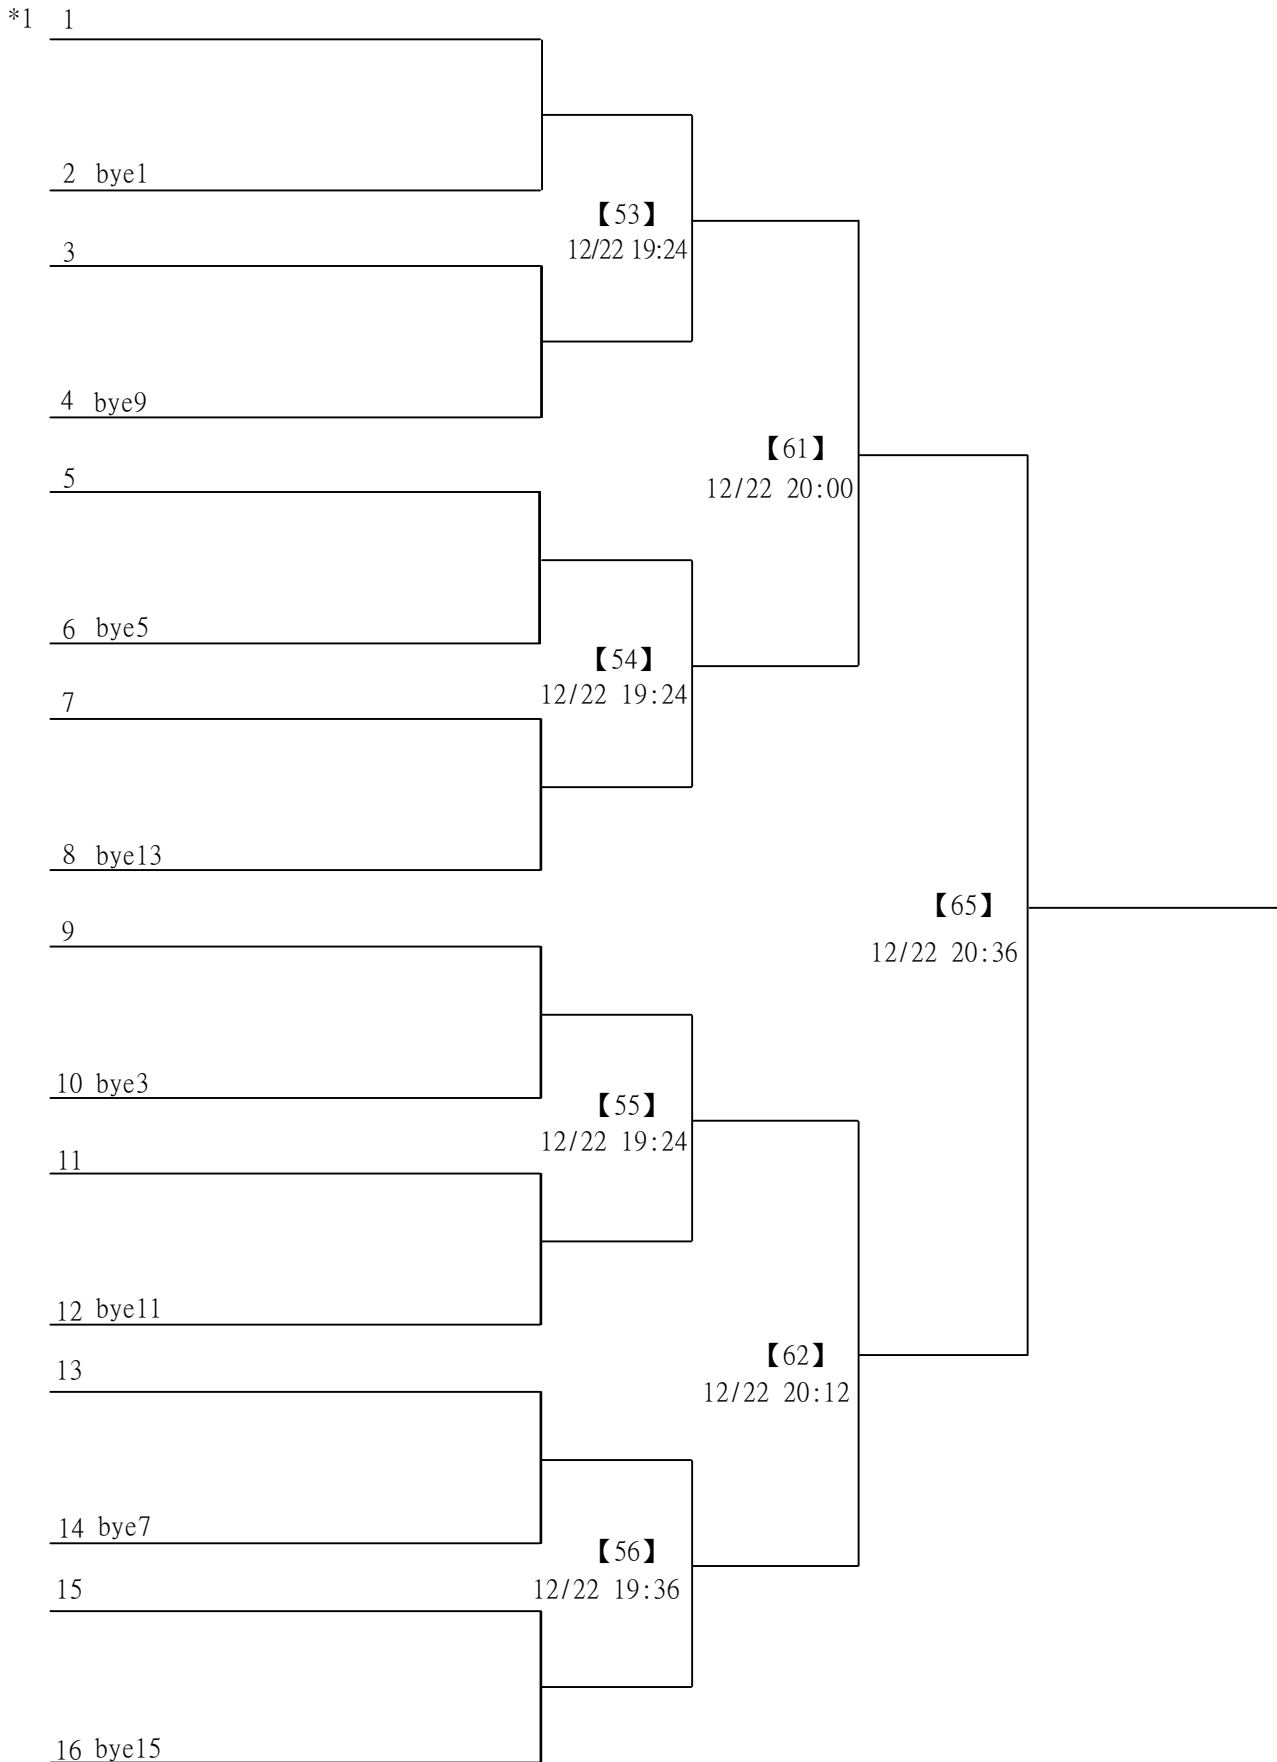 *1 1
2 bye1
【53】
12/22 19:24
3
4 bye9
【61】
12/22 20:00
5
6 bye5
【54】
12/22 19:24
7
8 bye13
【65】
12/22 20:36
9
10 bye3
【55】
12/22 19:24
11
12 bye11
【62】
12/22 20:12
13
14 bye7
【56】
12/22 19:36
15
16 bye15